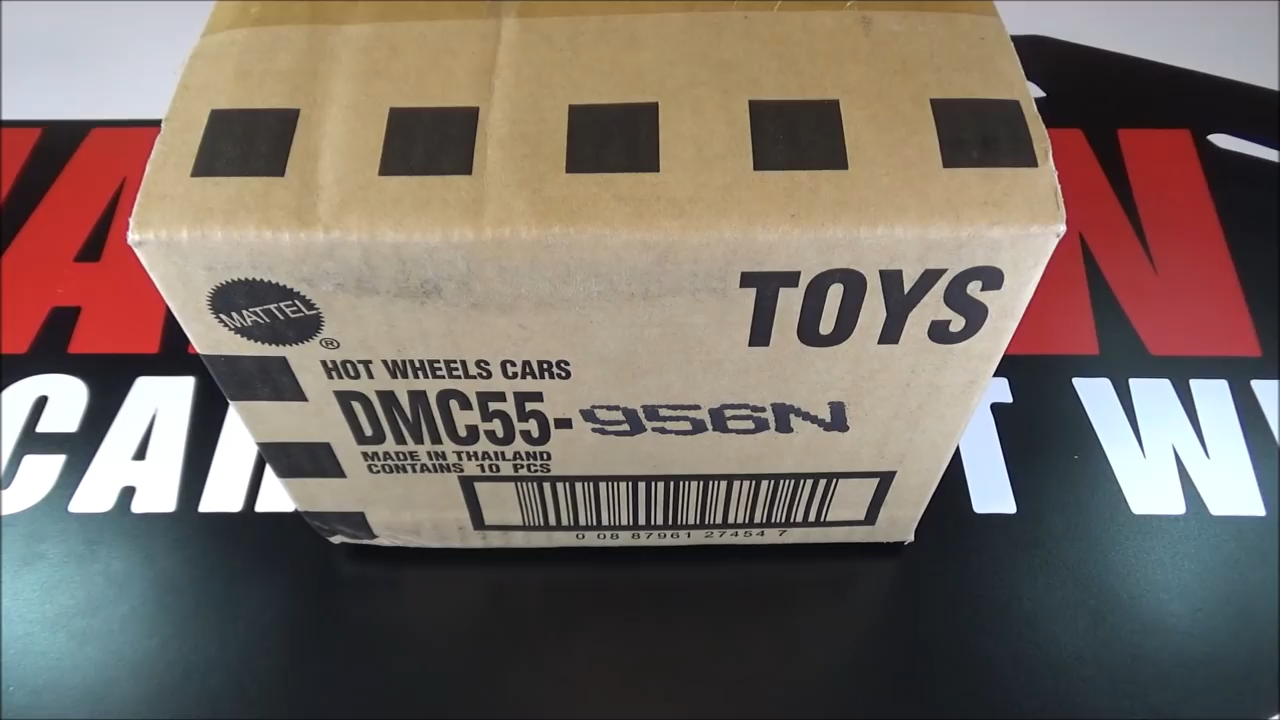 MATTEL
®
TOYS
HOT WHEELS CARS
DMC55-956N
MADE IN THAILAND
CONTAINS 10 PCS
0 08 87961 27454 7